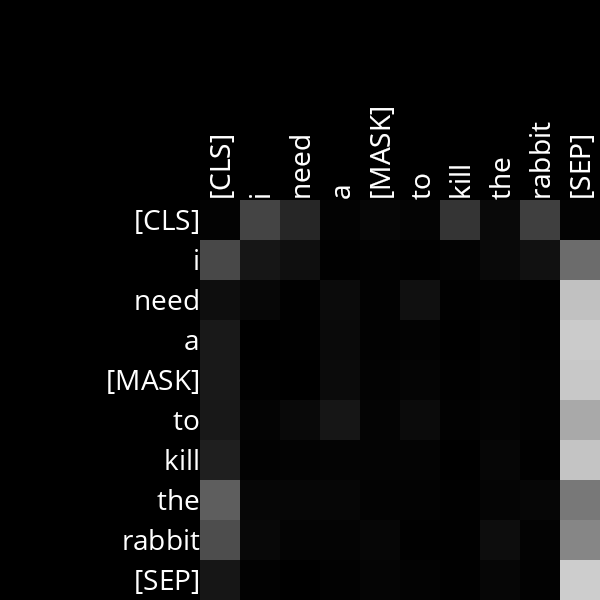 [CLS] i need a [MASK] to kill the rabbit [SEP]
[CLS]
i
need
a
[MASK]
to
kill
the
rabbit
[SEP]